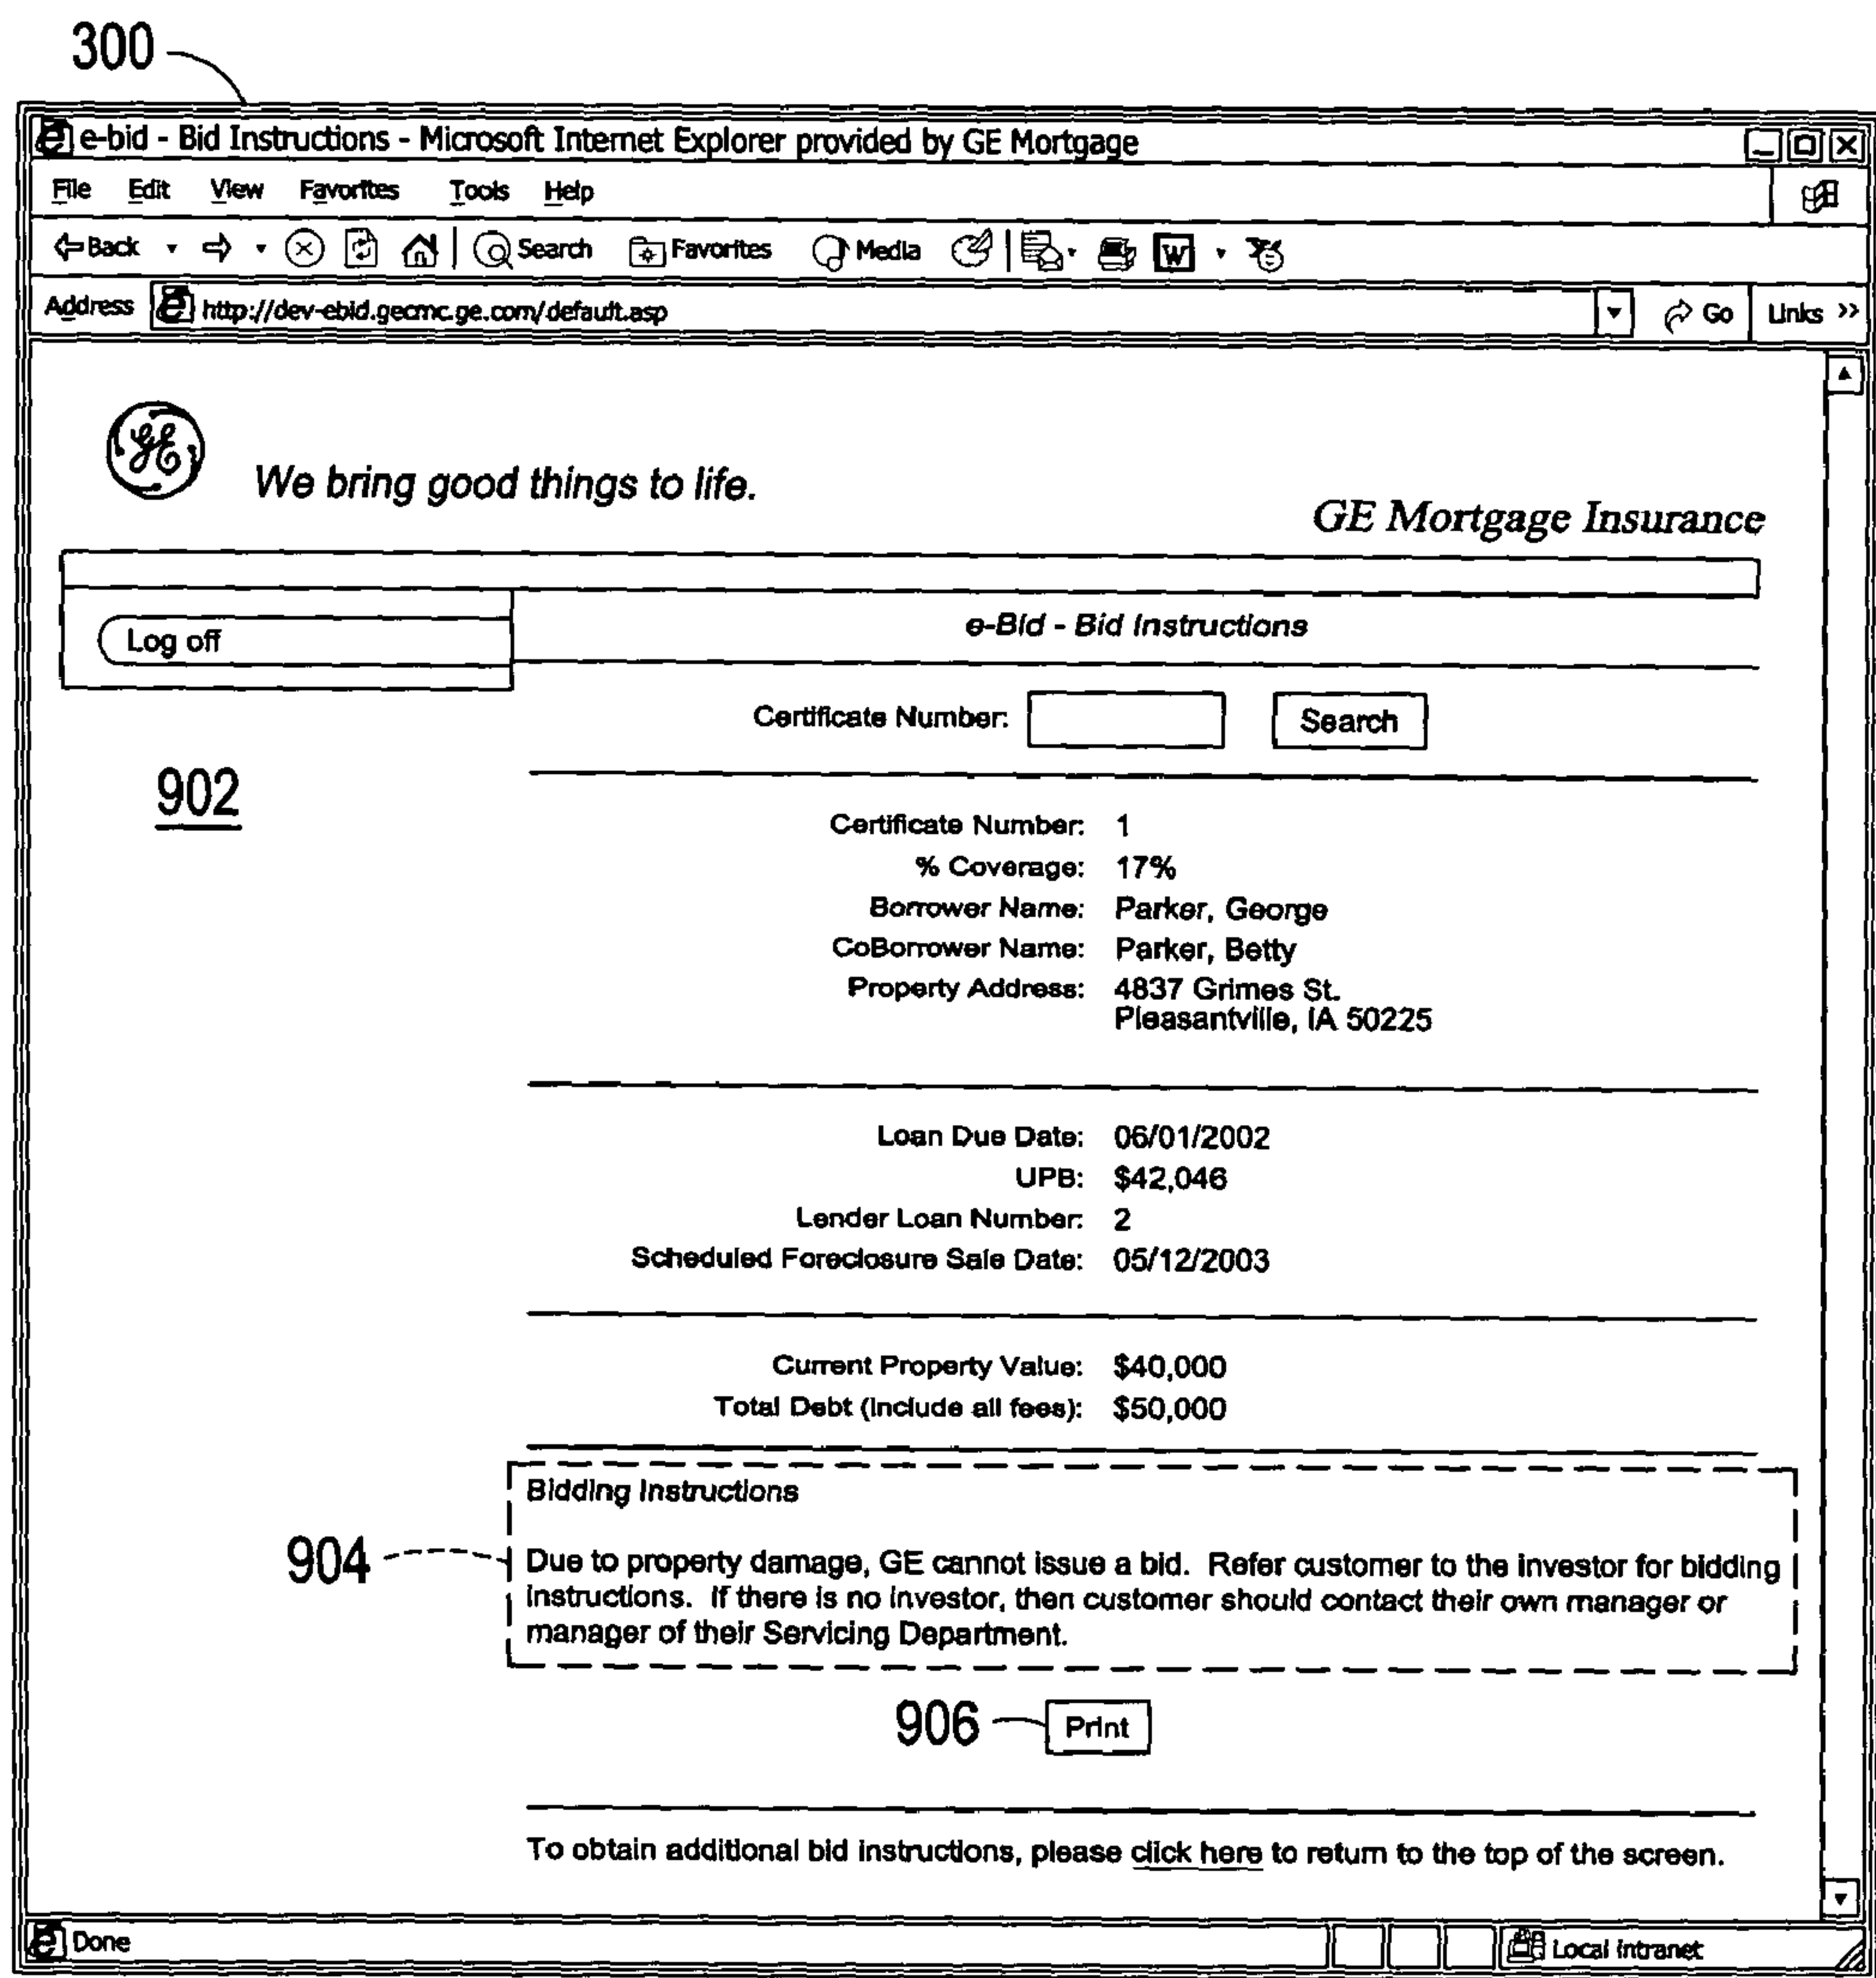 300
e-bid - Bid Instructions - Microsoft Internet Explorer provided by GE Mortgage
File Edit View Favorites Tools Help
Back Search Favorites Media W
Address http://dev-ebid.gecmc.ge.com/default.asp Go Links >>
GE
We bring good things to life.
GE Mortgage Insurance
Log off
e-Bid - Bid Instructions
Certificate Number: Search
902
Certificate Number: 1
% Coverage: 17%
Borrower Name: Parker, George
CoBorrower Name: Parker, Betty
Property Address: 4837 Grimes St.
Pleasantville, IA 50225
Loan Due Date: 06/01/2002
UPB: $42,046
Lender Loan Number: 2
Scheduled Foreclosure Sale Date: 05/12/2003
Current Property Value: $40,000
Total Debt (include all fees): $50,000
Bidding Instructions
904
Due to property damage, GE cannot issue a bid. Refer customer to the investor for bidding
instructions. If there is no investor, then customer should contact their own manager or
manager of their Servicing Department.
906 Print
To obtain additional bid instructions, please click here to return to the top of the screen.
Done Local intranet